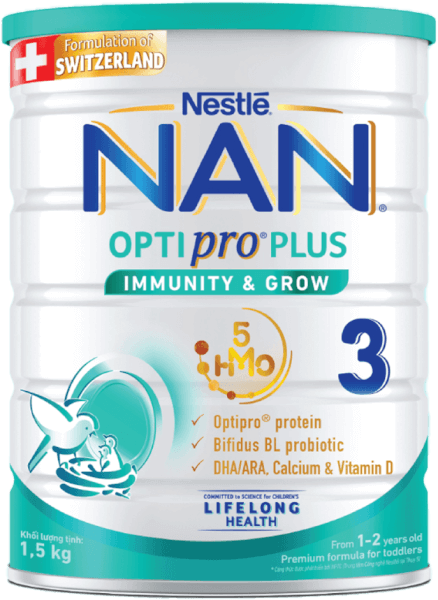 Formulation of
SWITZERLAND
Nestlé
NAN®
OPTIpro® PLUS
IMMUNITY & GROW
5
HMO
3
✓ Optipro® protein
✓ Bifidus BL probiotic
✓ DHA/ARA, Calcium & Vitamin D
COMMITTED to SCIENCE for CHILDREN'S
LIFELONG
HEALTH
Khối lượng tịnh:
1,5 kg
From 1-2 years old
Premium formula for toddlers